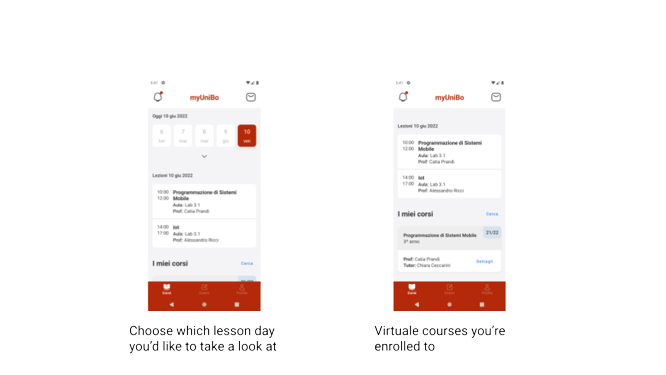 myUniBo
Oggi 10 giu 2022
6 7 8 9 10
lun mar mer gio ven
Lezioni 10 giu 2022
10:00 Programmazione di Sistemi
12:00 Mobile
Aula: Lab 3.1
Prof: Catia Prandi
14:00 Iot
17:00 Aula: Lab 3.1
Prof: Alessandro Ricci
I miei corsi Cerca
Choose which lesson day
you'd like to take a look at
myUniBo
Lezioni 10 giu 2022
10:00 Programmazione di Sistemi
12:00 Mobile
Aula: Lab 3.1
Prof: Catia Prandi
14:00 Iot
17:00 Aula: Lab 3.1
Prof: Alessandro Ricci
I miei corsi Cerca
Programmazione di Sistemi Mobile 21/22
3° anno
Prof: Catia Prandi
Tutor: Chiara Ceccarini
Dettagli
Virtuale courses you're
enrolled to